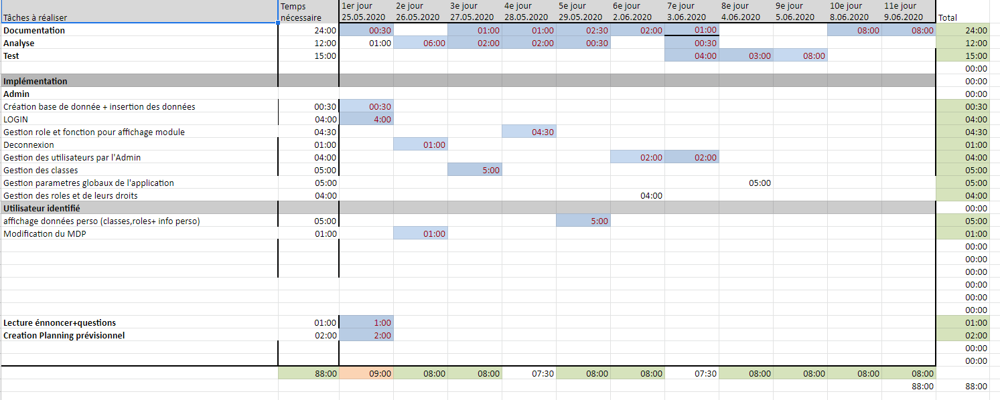 Tâches à réaliser Temps nécessaire 1er jour 25.05.2020 2e jour 26.05.2020 3e jour 27.05.2020 4e jour 28.05.2020 5e jour 29.05.2020 6e jour 2.06.2020 7e jour 3.06.2020 8e jour 4.06.2020 9e jour 5.06.2020 10e jour 8.06.2020 11e jour 9.06.2020 Total
Documentation 24:00 00:30 01:00 01:00 02:30 02:00 01:00 08:00 08:00 24:00
Analyse 12:00 01:00 06:00 02:00 02:00 00:30 00:30 12:00
Test 15:00 04:00 03:00 08:00 15:00
00:00
Implémentation 00:00
Admin 00:00
Création base de donnée + insertion des données 00:30 00:30 00:30
LOGIN 04:00 4:00 04:00
Gestion role et fonction pour affichage module 04:30 04:30 04:30
Deconnexion 01:00 01:00 01:00
Gestion des utilisateurs par l'Admin 04:00 02:00 02:00 04:00
Gestion des classes 05:00 5:00 05:00
Gestion parametres globaux de l'application 05:00 05:00 05:00
Gestion des roles et de leurs droits 04:00 04:00 04:00
Utilisateur identifié 00:00
affichage données perso (classes,roles+ info perso) 05:00 5:00 05:00
Modification du MDP 01:00 01:00 01:00
00:00
00:00
00:00
00:00
00:00
00:00
Lecture énnoncer+questions 01:00 1:00 01:00
Creation Planning prévisionnel 02:00 2:00 02:00
00:00
00:00
88:00 09:00 08:00 08:00 07:30 08:00 08:00 07:30 08:00 08:00 08:00 08:00
88:00 88:00